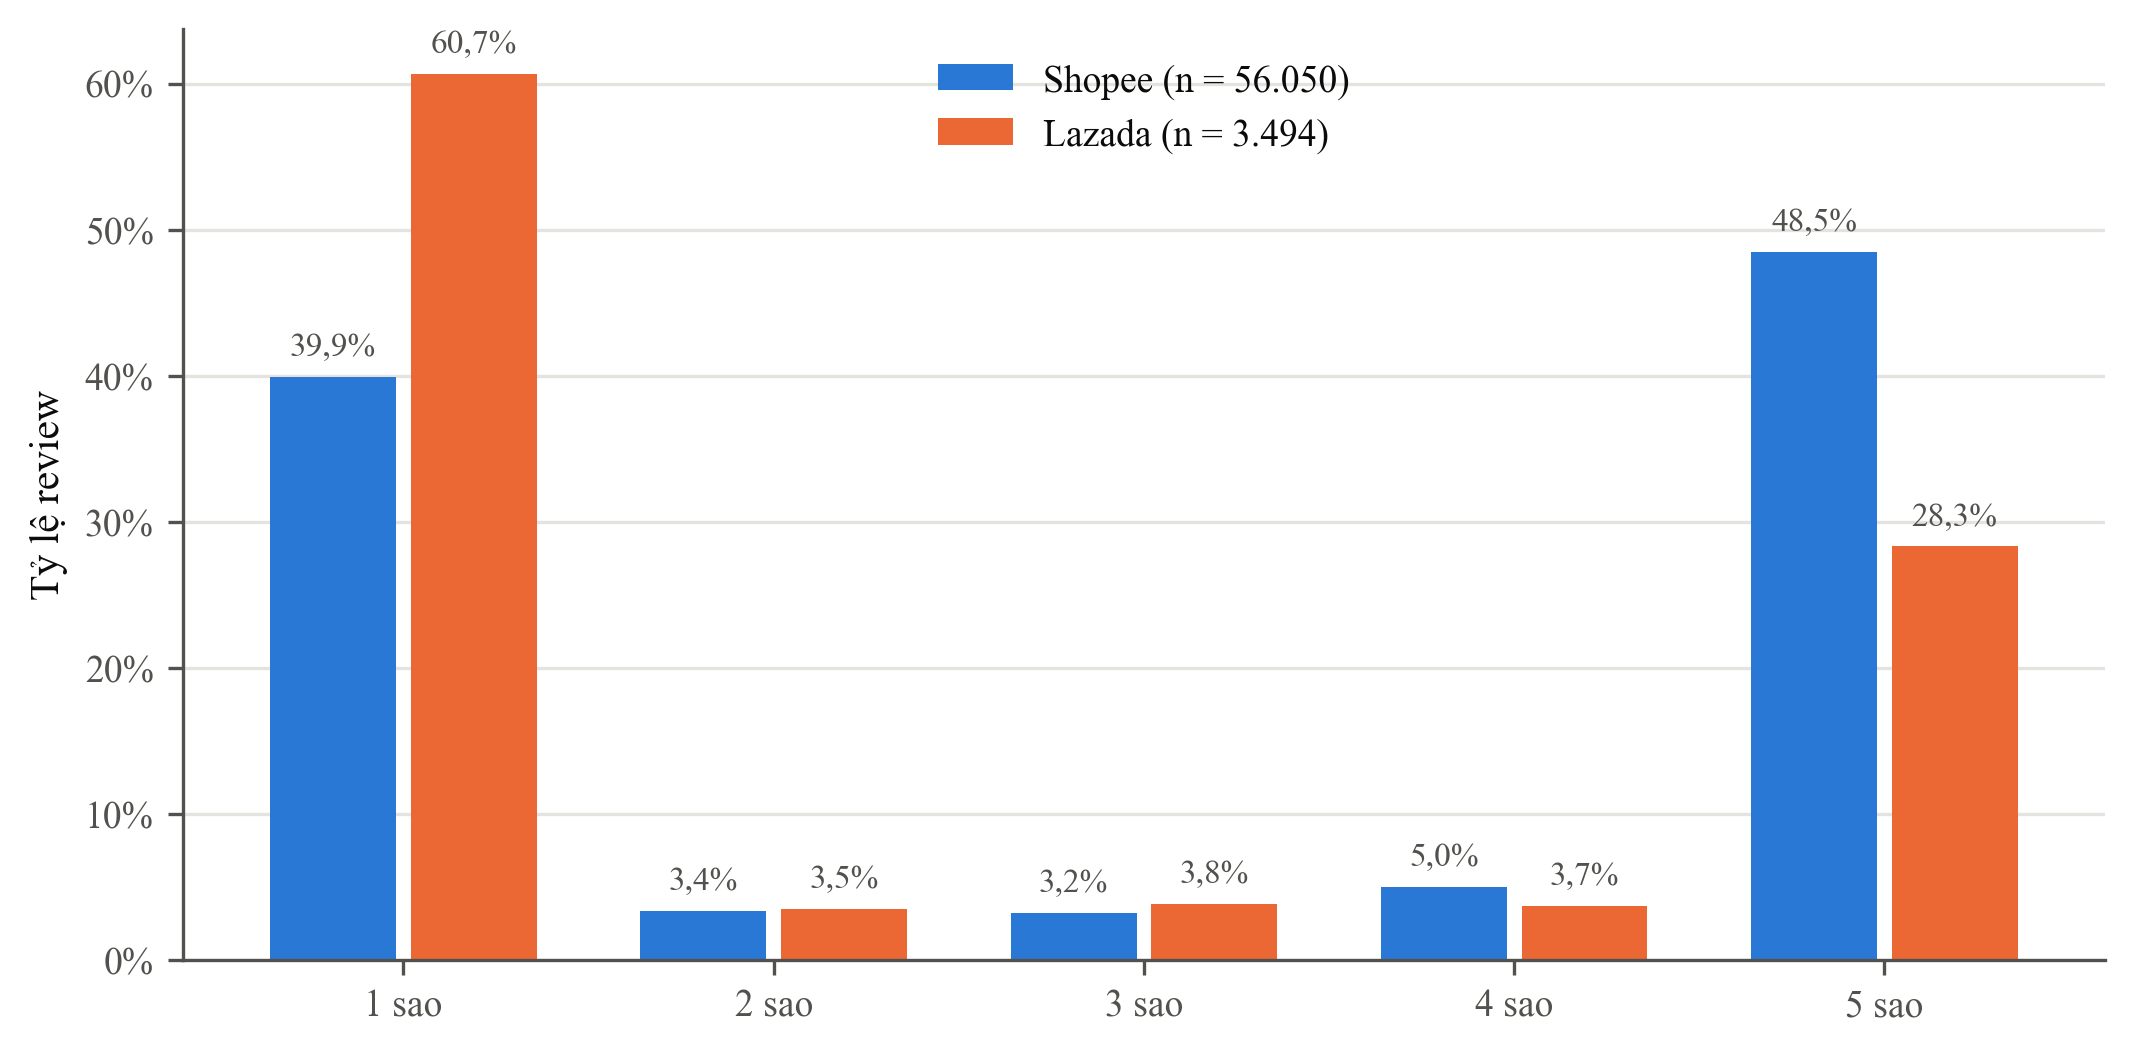 60,7%
60%
Shopee (n = 56.050)
Lazada (n = 3.494)
50%
48,5%
39,9%
40%
Tỷ lệ review
30%
28,3%
20%
10%
3,4%
3,5%
3,2%
3,8%
5,0%
3,7%
0%
1 sao
2 sao
3 sao
4 sao
5 sao